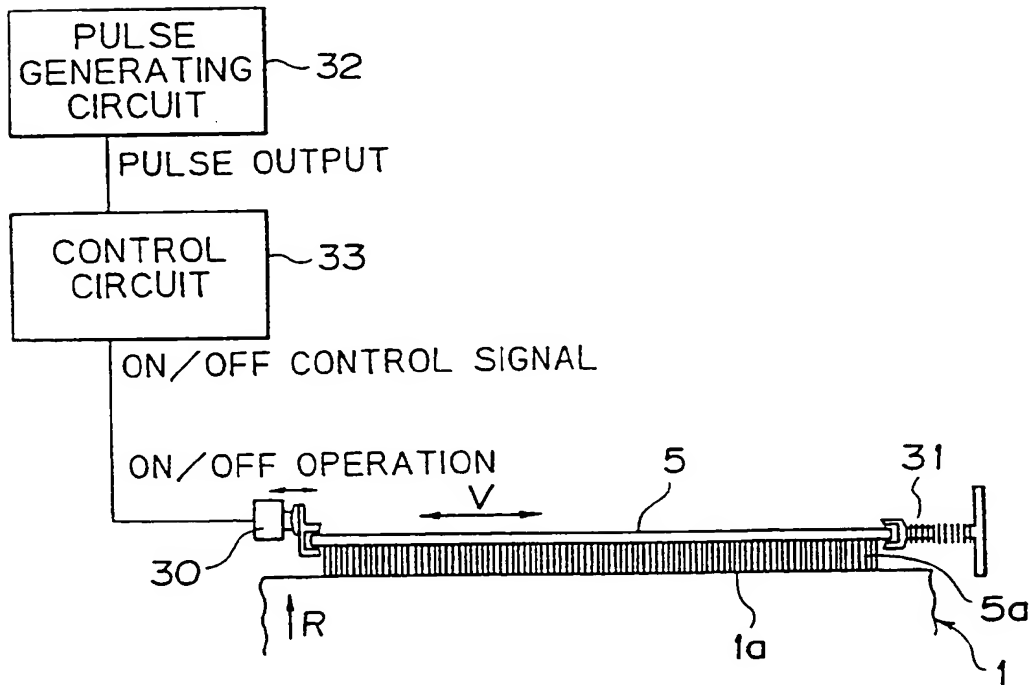 PULSE
GENERATING
CIRCUIT
32
PULSE OUTPUT
CONTROL
CIRCUIT
33
ON/OFF CONTROL SIGNAL
ON/OFF OPERATION
V
5
31
30
R
1a
5a
1